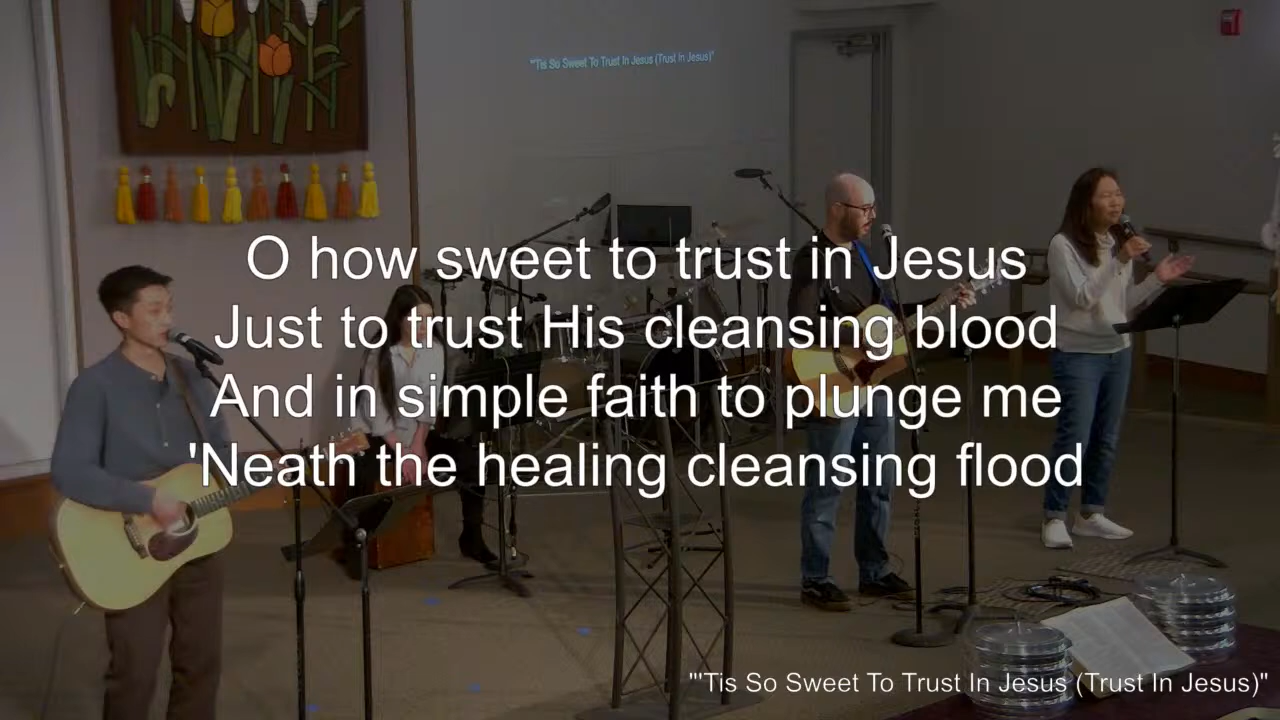 "'Tis So Sweet To Trust In Jesus (Trust In Jesus)"
O how sweet to trust in Jesus
Just to trust His cleansing blood
And in simple faith to plunge me
'Neath the healing cleansing flood
"'Tis So Sweet To Trust In Jesus (Trust In Jesus)"